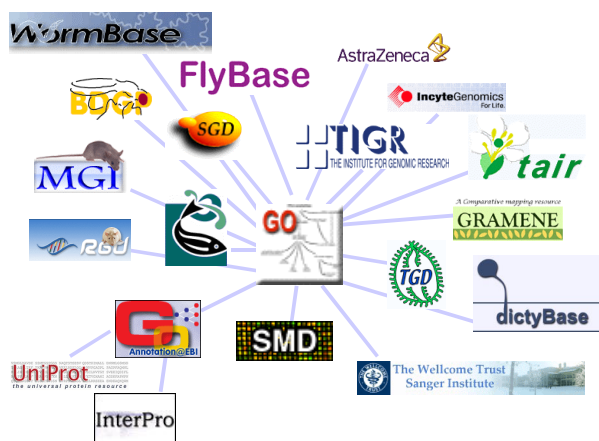 WormBase
AstraZeneca
FlyBase
BDGP
IncyteGenomics
For Life.
SGD
TIGR
THE INSTITUTE FOR GENOMIC RESEARCH
tair
MGI
A Comparative mapping resource
GRAMENE
GO
RGD
TGD
dictyBase
GO
Annotation@EBI
SMD
UniProt
the universal protein resource
The Wellcome Trust
Sanger Institute
InterPro